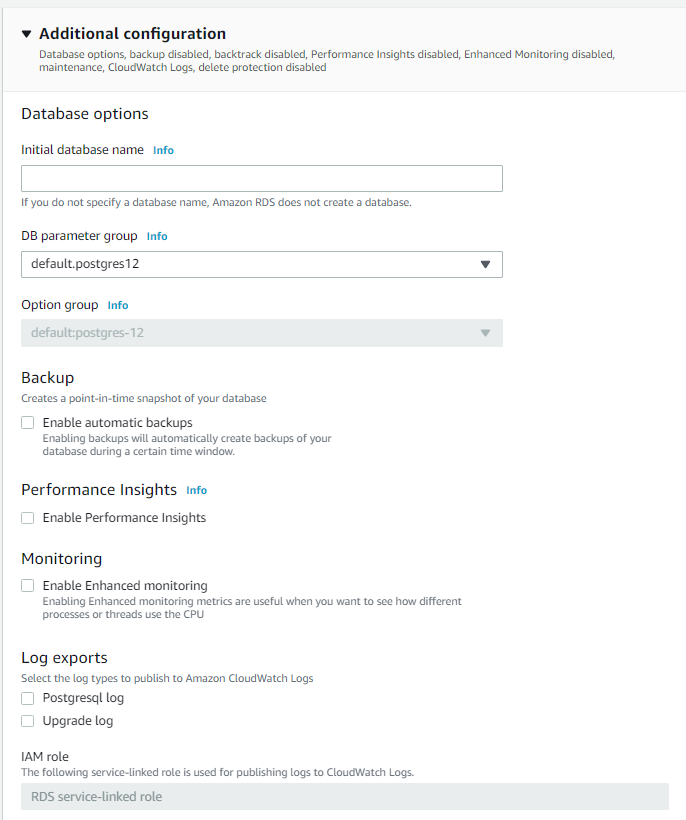 Additional configuration
Database options, backup disabled, backtrack disabled, Performance Insights disabled, Enhanced Monitoring disabled,
maintenance, CloudWatch Logs, delete protection disabled
Database options
Initial database name Info
If you do not specify a database name, Amazon RDS does not create a database.
DB parameter group Info
default.postgres12
Option group Info
default:postgres-12
Backup
Creates a point-in-time snapshot of your database
Enable automatic backups
Enabling backups will automatically create backups of your
database during a certain time window.
Performance Insights Info
Enable Performance Insights
Monitoring
Enable Enhanced monitoring
Enabling Enhanced monitoring metrics are useful when you want to see how different
processes or threads use the CPU
Log exports
Select the log types to publish to Amazon CloudWatch Logs
Postgresql log
Upgrade log
IAM role
The following service-linked role is used for publishing logs to CloudWatch Logs.
RDS service-linked role